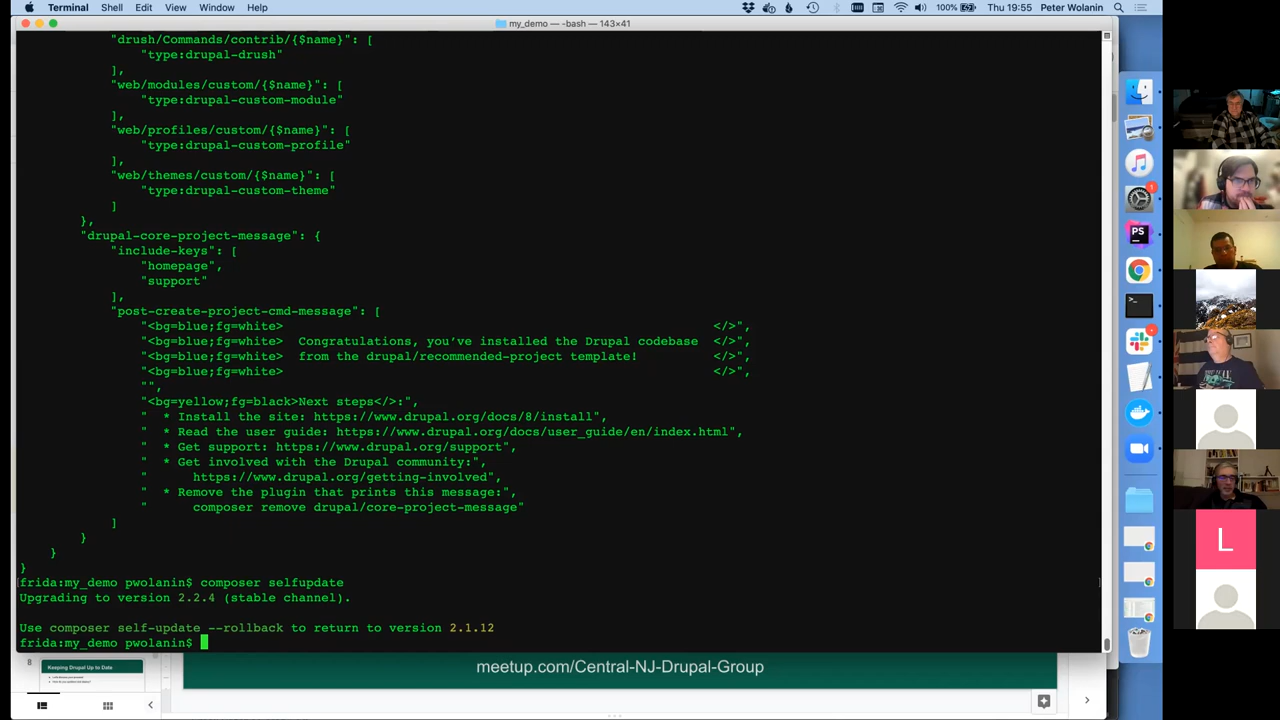 Terminal Shell Edit View Window Help 100% Thu 19:55 Peter Wolanin
my_demo — -bash — 143×41
"drush/Commands/contrib/{$name}": [
"type:drupal-drush"
],
"web/modules/custom/{$name}": [
"type:drupal-custom-module"
],
"web/profiles/custom/{$name}": [
"type:drupal-custom-profile"
],
"web/themes/custom/{$name}": [
"type:drupal-custom-theme"
]
},
"drupal-core-project-message": {
"include-keys": [
"homepage",
"support"
],
"post-create-project-cmd-message": [
"<bg=blue;fg=white> </>",
"<bg=blue;fg=white> Congratulations, you’ve installed the Drupal codebase </>",
"<bg=blue;fg=white> from the drupal/recommended-project template! </>",
"<bg=blue;fg=white> </>",
"",
"<bg=yellow;fg=black>Next steps</>:",
" * Install the site: https://www.drupal.org/docs/8/install",
" * Read the user guide: https://www.drupal.org/docs/user_guide/en/index.html",
" * Get support: https://www.drupal.org/support",
" * Get involved with the Drupal community:",
" https://www.drupal.org/getting-involved",
" * Remove the plugin that prints this message:",
" composer remove drupal/core-project-message"
]
}
}
}
frida:my_demo pwolanin$ composer selfupdate
Upgrading to version 2.2.4 (stable channel).
Use composer self-update --rollback to return to version 2.1.12
frida:my_demo pwolanin$
8 Keeping Drupal Up to Date
meetup.com/Central-NJ-Drupal-Group
PS
L